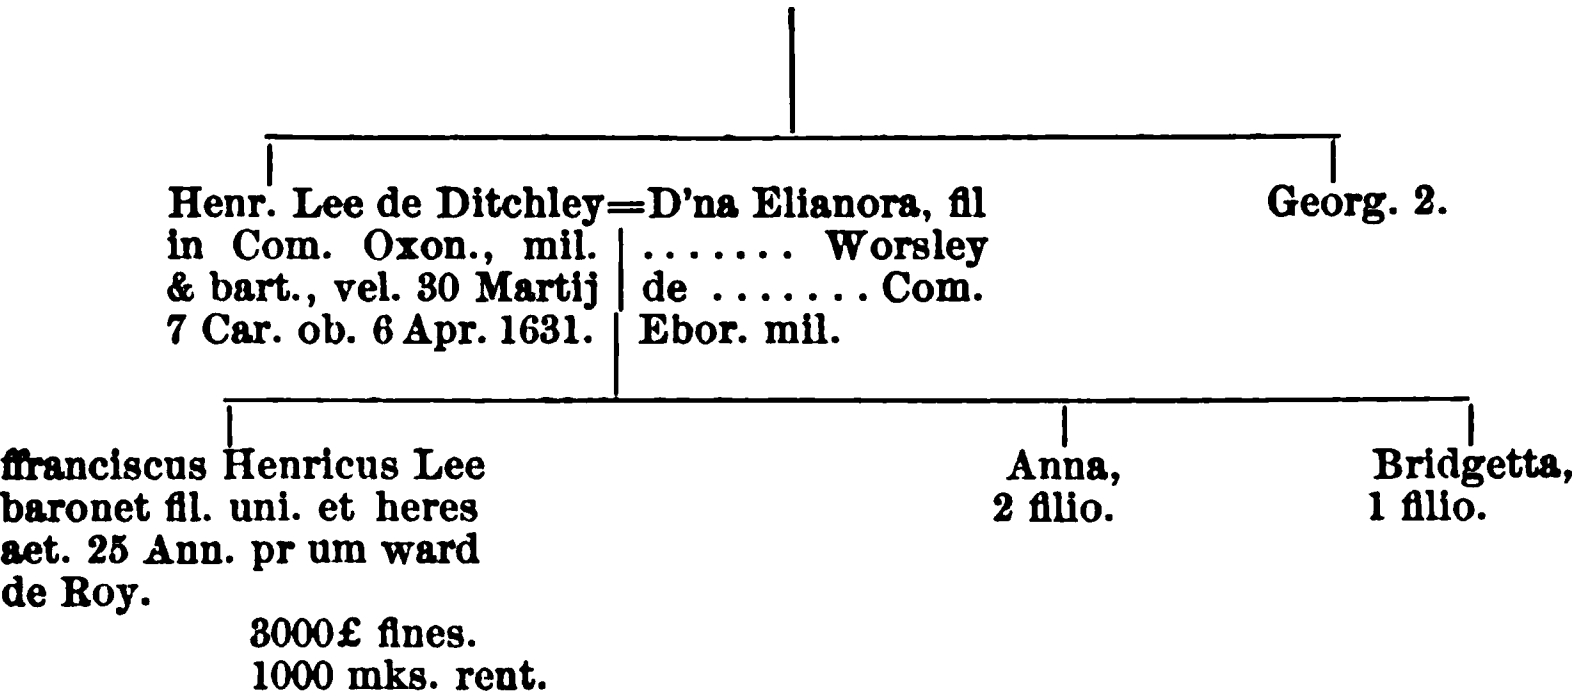 Henr. Lee de Ditchley=D'na Elianora, fil
in Com. Oxon., mil.
& bart., vel. 30 Martij
7 Car. ob. 6 Apr. 1631.
....... Worsley
de ....... Com.
Ebor. mil.
Georg. 2.
ffranciscus Henricus Lee
baronet fil. uni. et heres
aet. 25 Ann. pr um ward
de Roy.
3000£ fines.
1000 mks. rent.
Anna,
2 filio.
Bridgetta,
1 filio.